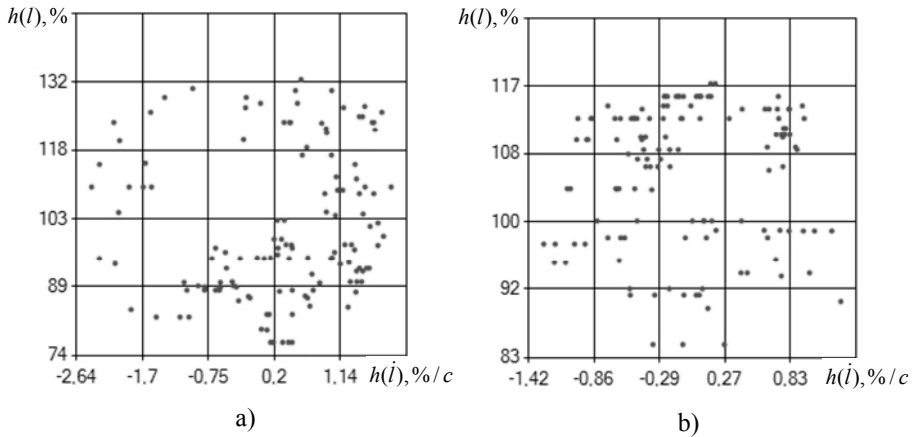 h(l),%
132
118
103
89
74
-2.64 -1.7 -0.75 0,2 1,14 h(i),%/c
a)
h(l),%
117
108
100
92
83
-1.42 -0.86 -0.29 0,27 0,83 h(i),%/c
b)